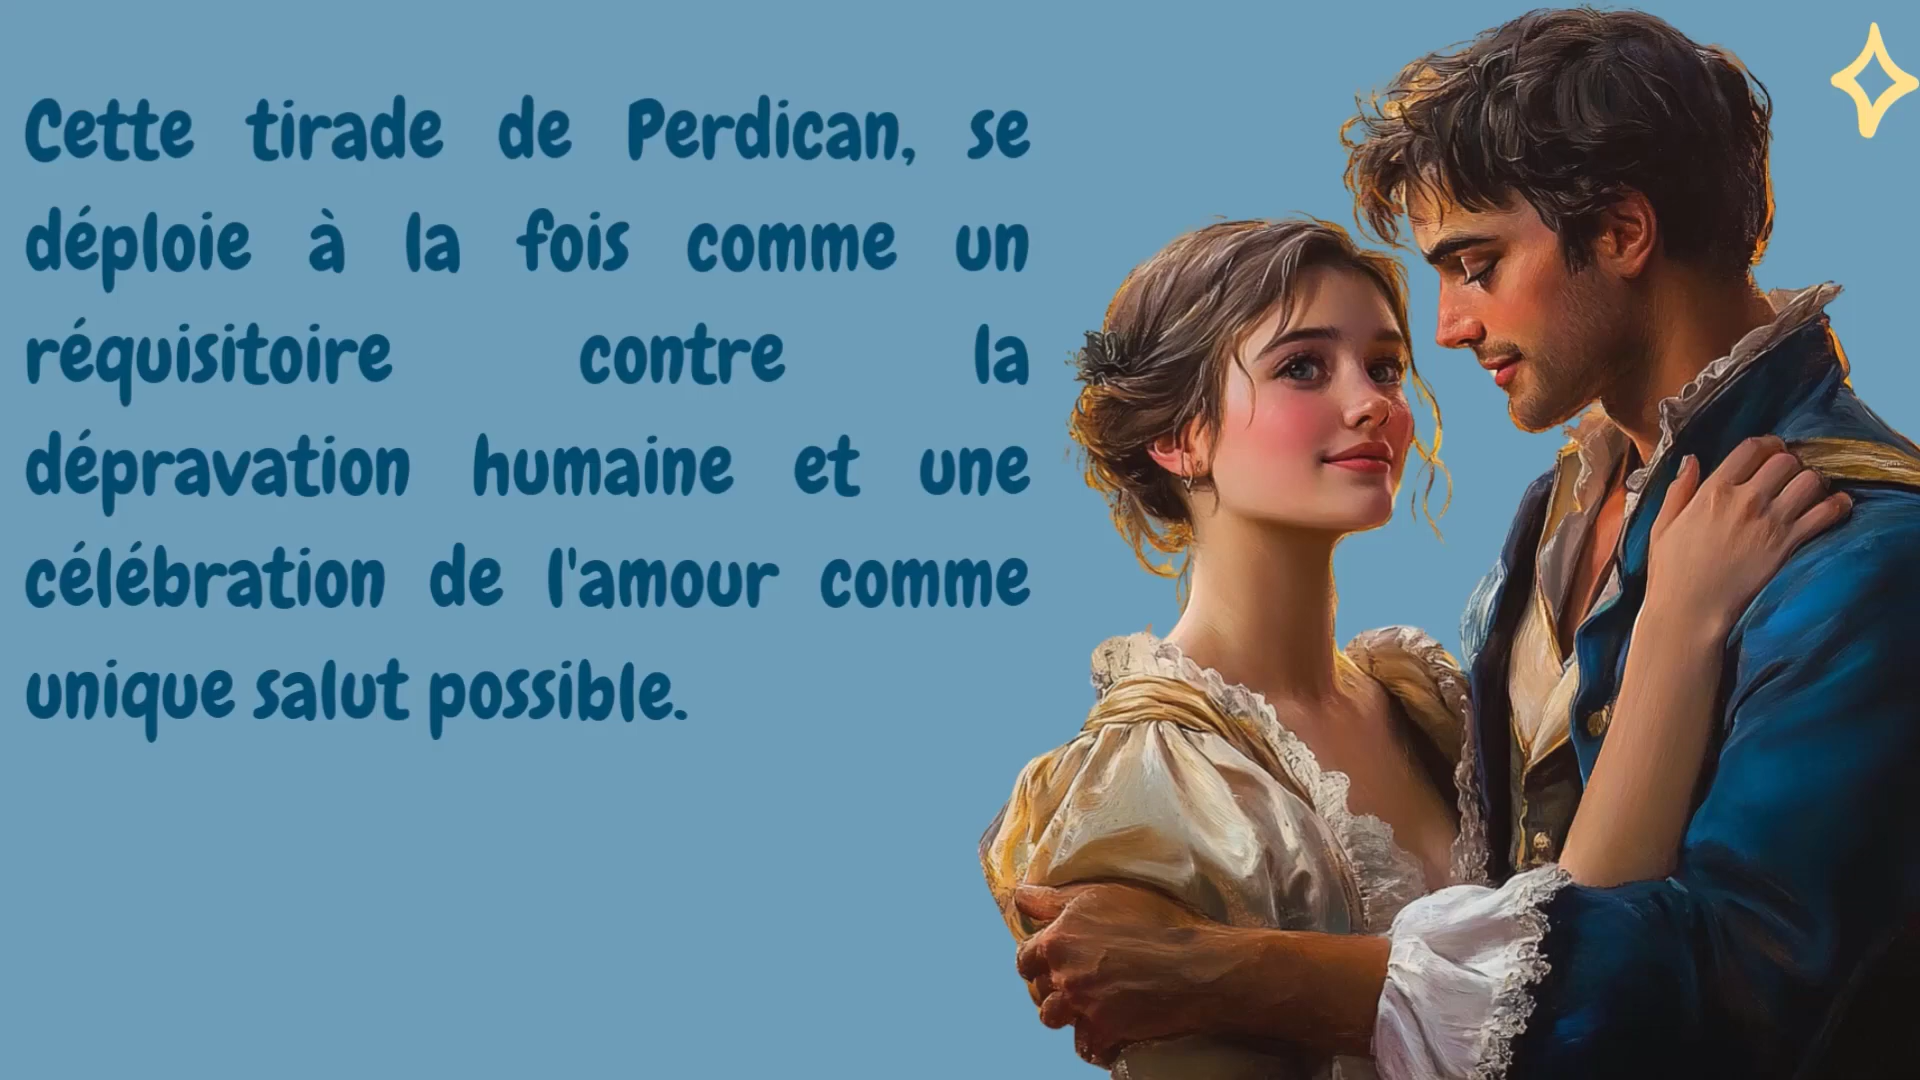 Cette tirade de Perdican, se
déploie à la fois comme un
réquisitoire contre la
dépravation humaine et une
célébration de l'amour comme
unique salut possible.